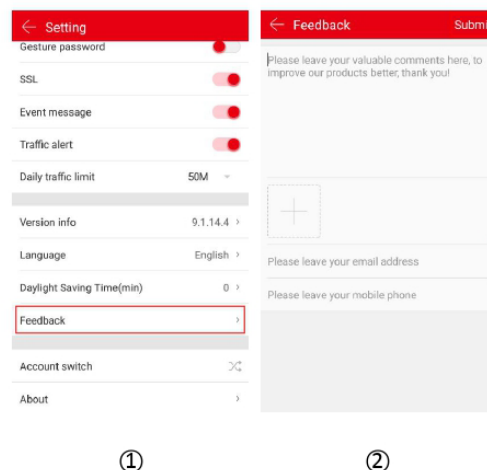 Setting
Gesture password
SSL
Event message
Traffic alert
Daily traffic limit 50M
Version info 9.1.14.4
Language English
Daylight Saving Time(min) 0
Feedback
Account switch
About
①
Feedback Submi
Please leave your valuable comments here, to
improve our products better, thank you!
Please leave your email address
Please leave your mobile phone
②